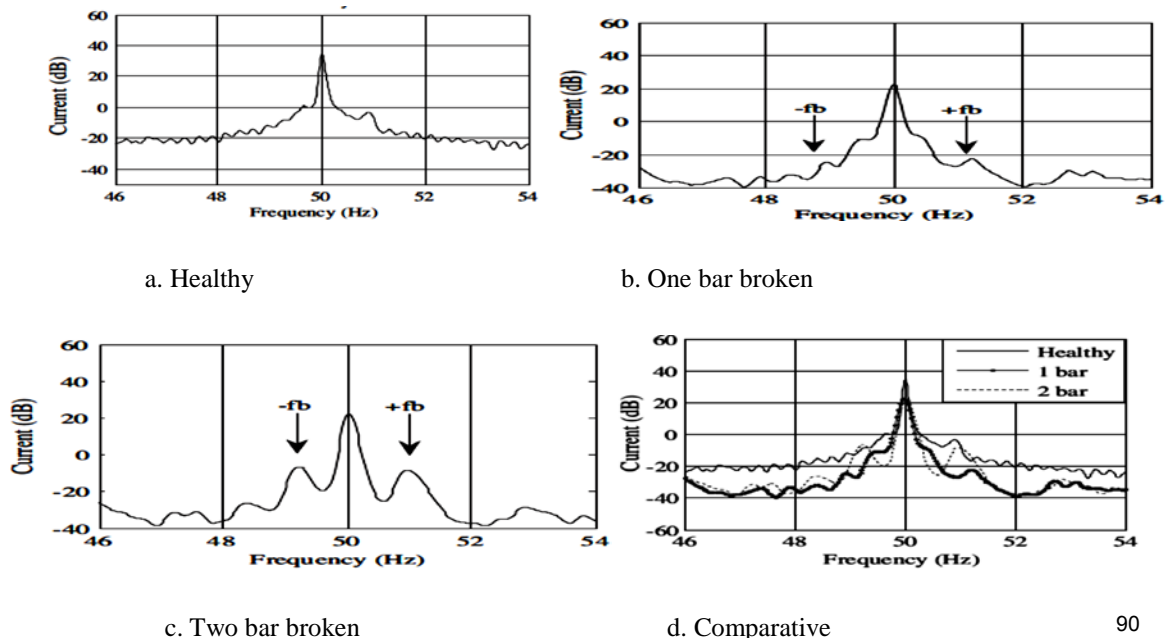 60
40
20
0
-20
-40
Current (dB)
46 48 50 52 54
Frequency (Hz)
a. Healthy
60
40
20
0
-20
-40
Current (dB)
-fb +fb
46 48 50 52 54
Frequency (Hz)
b. One bar broken
60
40
20
0
-20
-40
Current (dB)
-fb +fb
46 48 50 52 54
Frequency (Hz)
c. Two bar broken
60
40
20
0
-20
-40
-60
Current (dB)
Healthy
1 bar
2 bar
46 48 50 52 54
Frequency (Hz)
d. Comparative
90